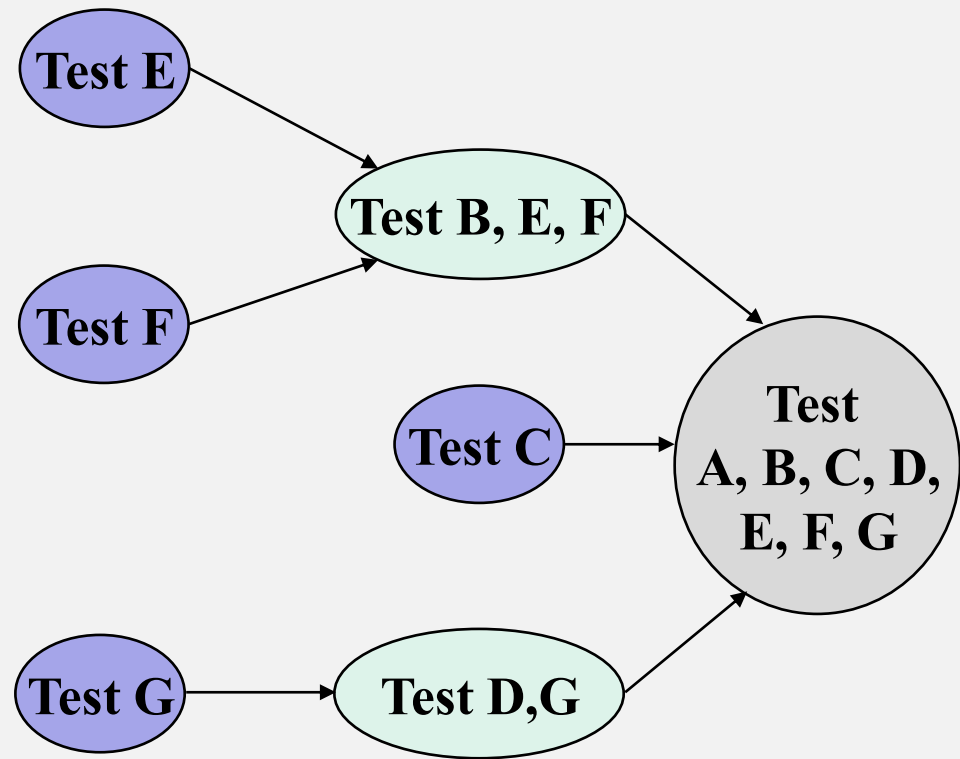 Test E
Test B, E, F
Test F
Test C
Test
A, B, C, D,
E, F, G
Test G
Test D,G